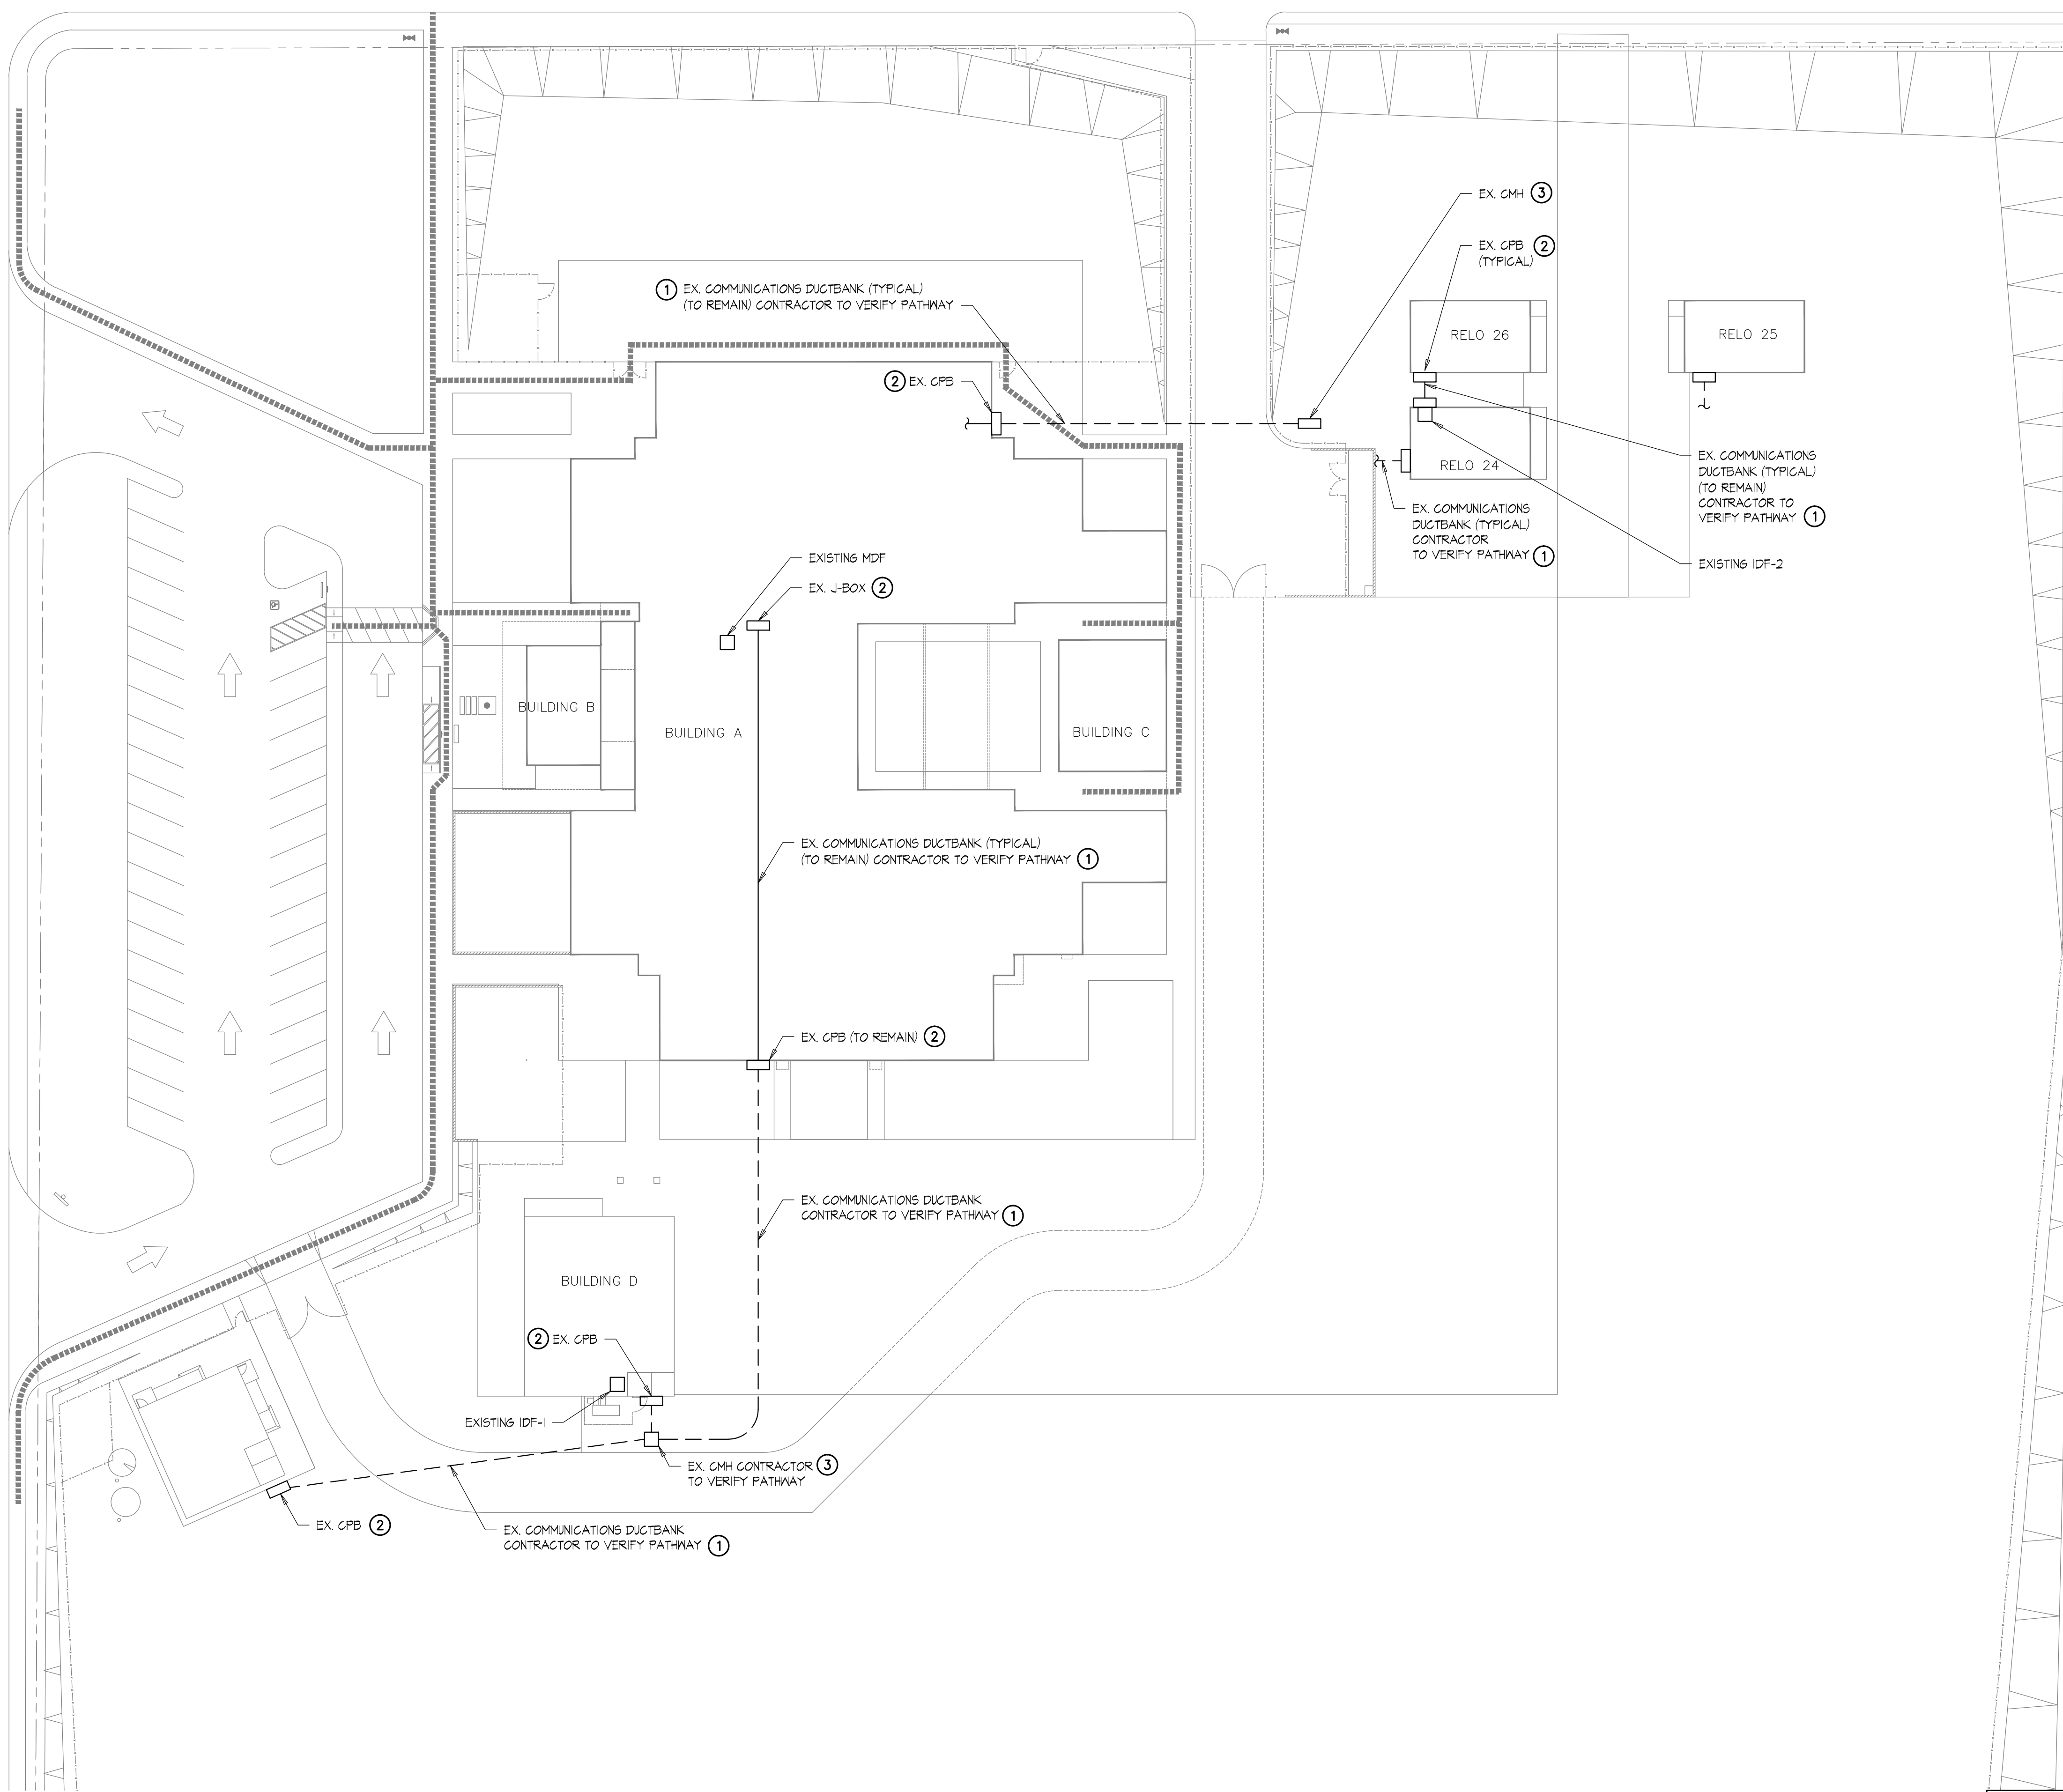 EX. CMH 3
EX. CPB 2
(TYPICAL)
1 EX. COMMUNICATIONS DUCTBANK (TYPICAL)
(TO REMAIN) CONTRACTOR TO VERIFY PATHWAY
RELO 26
RELO 25
2 EX. CPB
RELO 24
EX. COMMUNICATIONS
DUCTBANK (TYPICAL)
(TO REMAIN)
CONTRACTOR TO
VERIFY PATHWAY 1
EX. COMMUNICATIONS
DUCTBANK (TYPICAL)
CONTRACTOR
TO VERIFY PATHWAY 1
EXISTING IDF-2
EXISTING MDF
EX. J-BOX 2
BUILDING B
BUILDING A
BUILDING C
EX. COMMUNICATIONS DUCTBANK (TYPICAL)
(TO REMAIN) CONTRACTOR TO VERIFY PATHWAY 1
EX. CPB (TO REMAIN) 2
EX. COMMUNICATIONS DUCTBANK
CONTRACTOR TO VERIFY PATHWAY 1
BUILDING D
2 EX. CPB
EXISTING IDF-1
EX. CMH CONTRACTOR 3
TO VERIFY PATHWAY
EX. CPB 2
EX. COMMUNICATIONS DUCTBANK
CONTRACTOR TO VERIFY PATHWAY 1